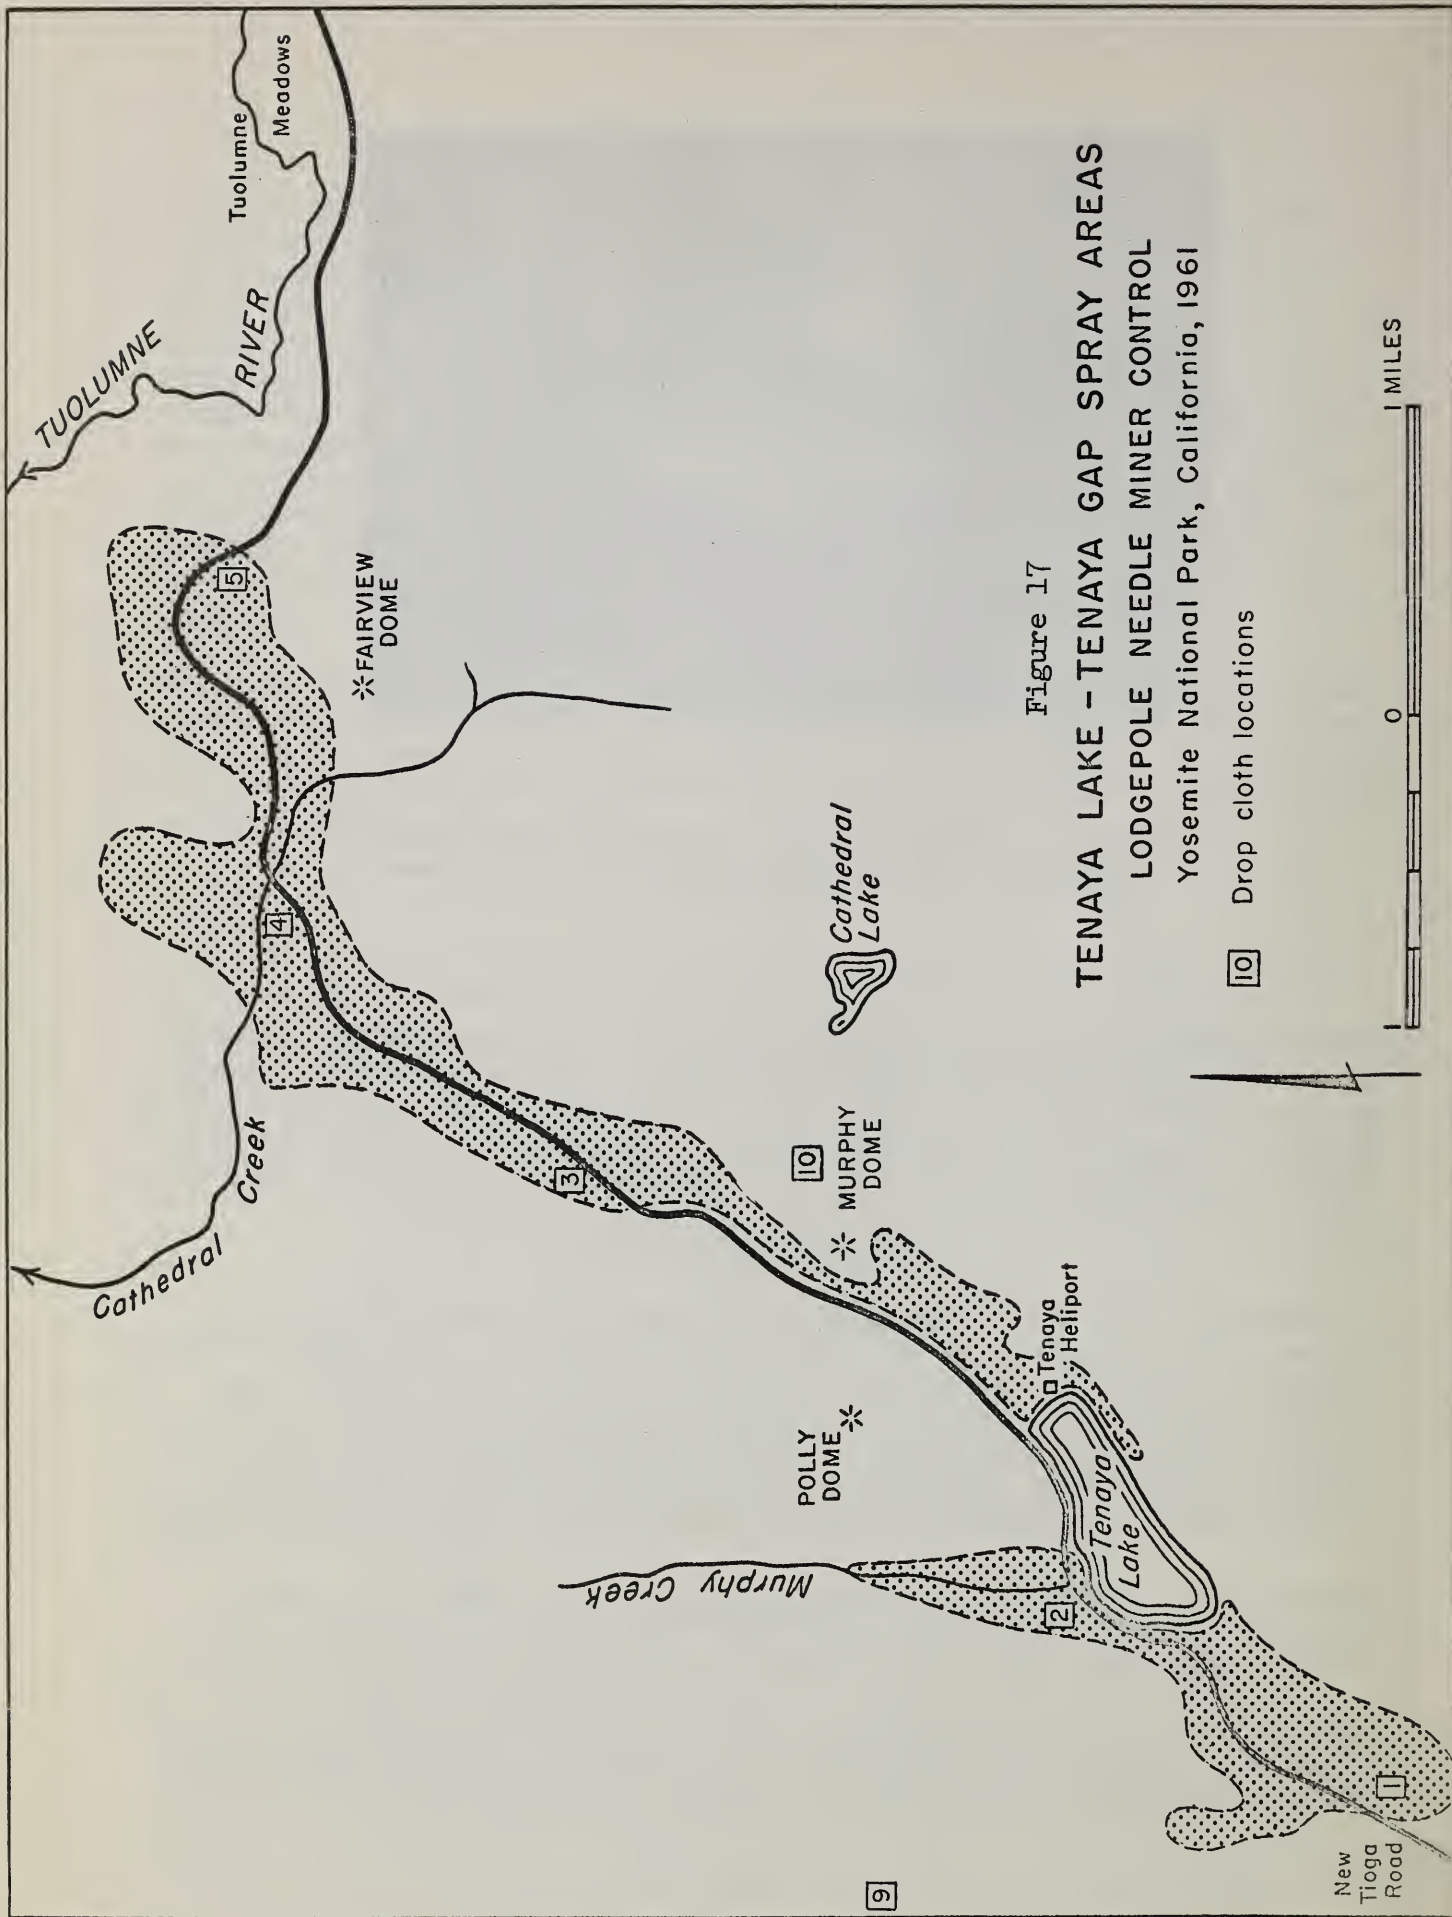 Tuolumne
Meadows
TUOLUMNE
RIVER
5
FAIRVIEW
DOME
4
Cathedral
Creek
Cathedral
Lake
3
10
MURPHY
DOME
POLLY
DOME
Murphy Creek
Tenaya
Heliport
Tenaya
Lake
2
9
1
New
Tioga
Road
Figure 17
TENAYA LAKE - TENAYA GAP SPRAY AREAS
LODGEPOLE NEEDLE MINER CONTROL
Yosemite National Park, California, 1961
10 Drop cloth locations
1 0 1 MILES